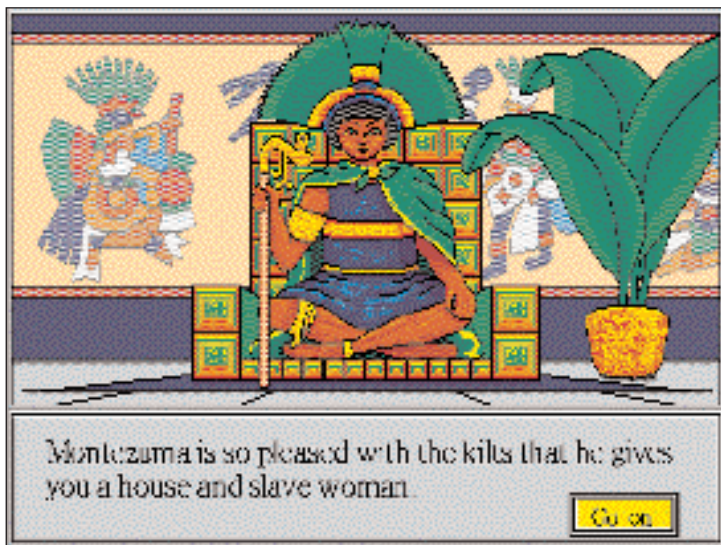 Montezuma is so pleased with the kilts that he gives
you a house and slave woman.
Go on